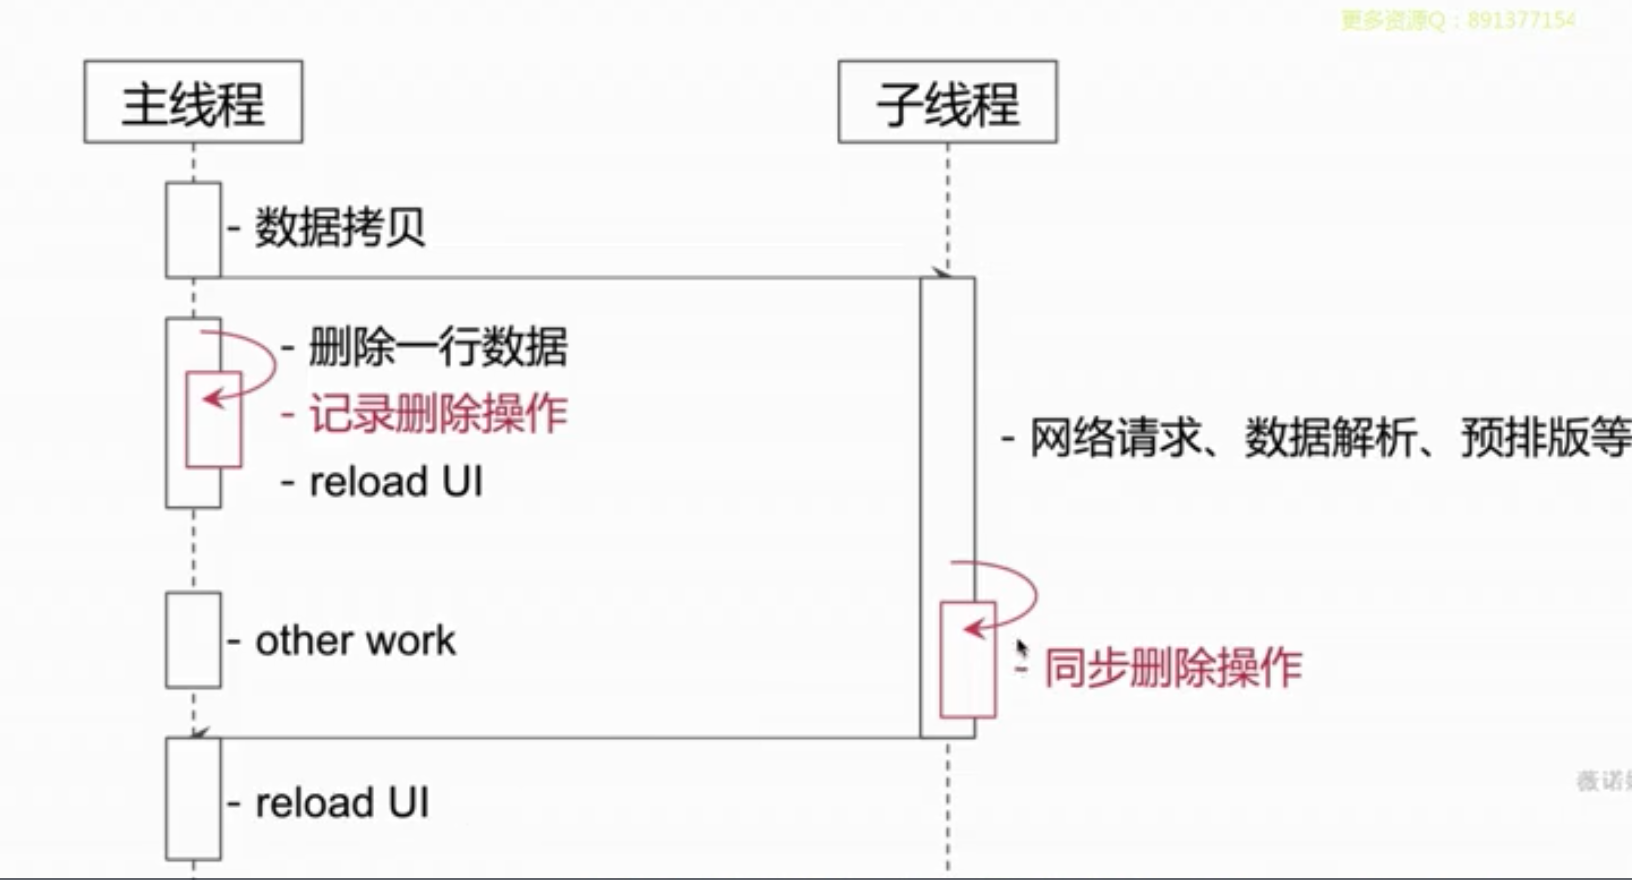 更多资源Q：891377154
主线程
子线程
- 数据拷贝
- 删除一行数据
- 记录删除操作
- reload UI
- 网络请求、数据解析、预排版等
- other work
- 同步删除操作
- reload UI
薇诺